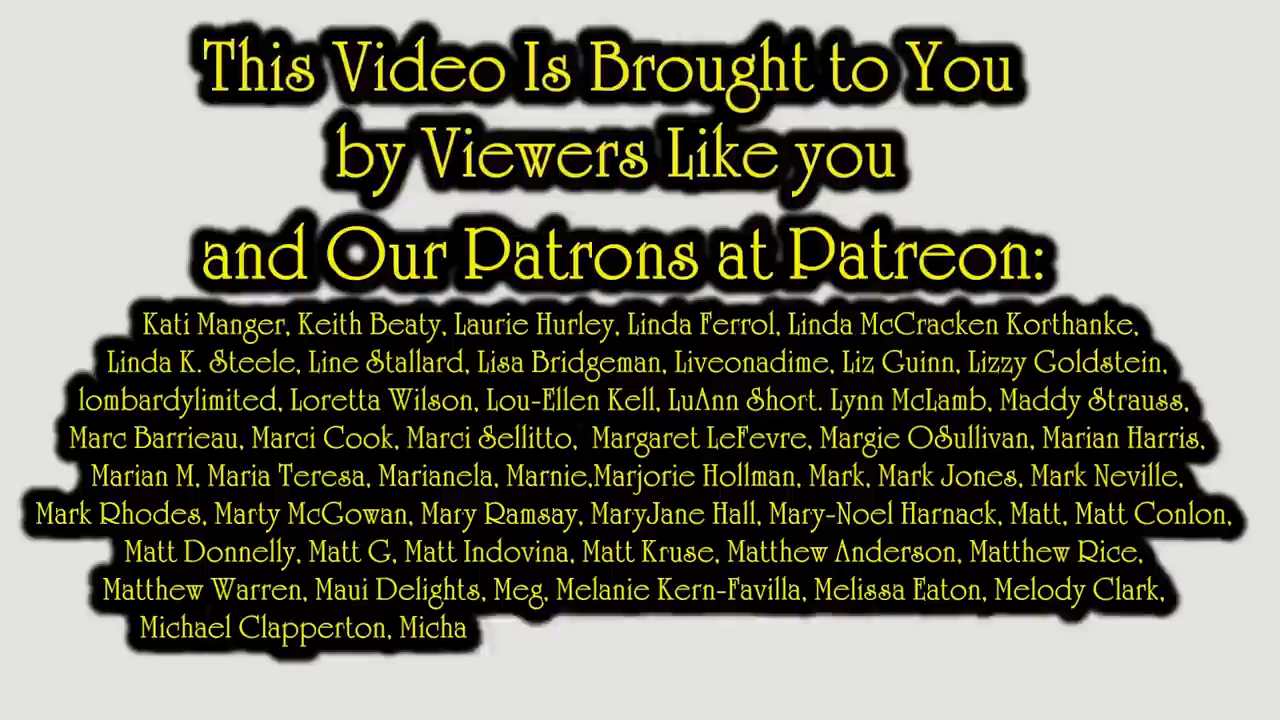 This Video Is Brought to You
by Viewers Like you
and Our Patrons at Patreon:
Kati Manger, Keith Beaty, Laurie Hurley, Linda Ferrol, Linda McCracken Korthanke,
Linda K. Steele, Line Stallard, Lisa Bridgeman, Liveonadime, Liz Guinn, Lizzy Goldstein,
lombardylimited, Loretta Wilson, Lou-Ellen Kell, LuAnn Short. Lynn McLamb, Maddy Strauss,
Marc Barrieau, Marci Cook, Marci Sellitto, Margaret LeFevre, Margie OSullivan, Marian Harris,
Marian M, Maria Teresa, Marianela, Marnie,Marjorie Hollman, Mark, Mark Jones, Mark Neville,
Mark Rhodes, Marty McGowan, Mary Ramsay, MaryJane Hall, Mary-Noel Harnack, Matt, Matt Conlon,
Matt Donnelly, Matt G, Matt Indovina, Matt Kruse, Matthew Anderson, Matthew Rice,
Matthew Warren, Maui Delights, Meg, Melanie Kern-Favilla, Melissa Eaton, Melody Clark,
Michael Clapperton, Micha